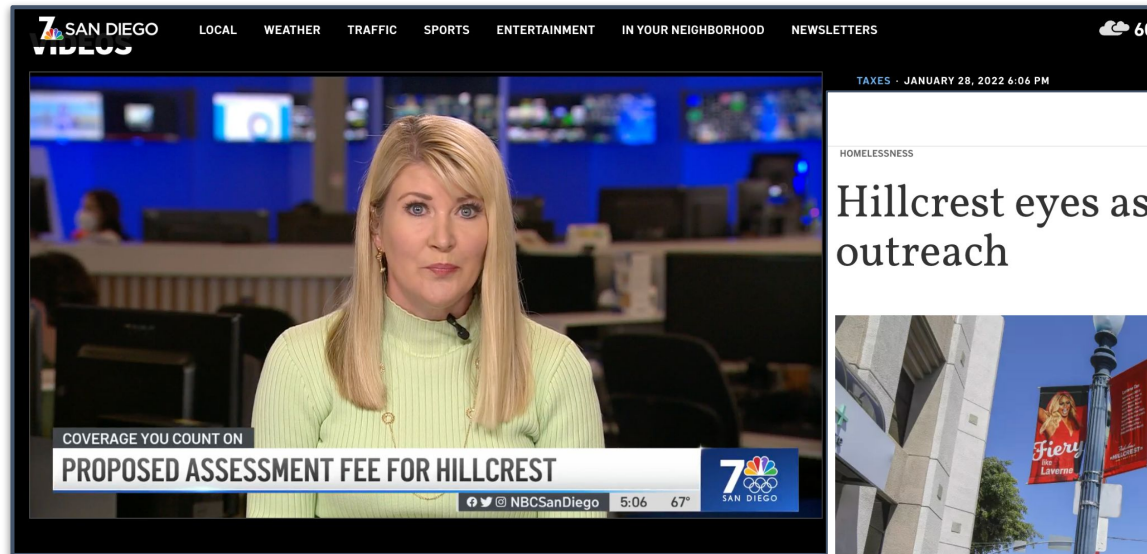 7 SAN DIEGO
LOCAL
WEATHER
TRAFFIC
SPORTS
ENTERTAINMENT
IN YOUR NEIGHBORHOOD
NEWSLETTERS
VIDEOS
TAXES · JANUARY 28, 2022 6:06 PM
HOMELESSNESS
Hillcrest eyes as
outreach
COVERAGE YOU COUNT ON
PROPOSED ASSESSMENT FEE FOR HILLCREST
NBCSanDiego 5:06 67°
7
SAN DIEGO
Fiery
like
Laverne